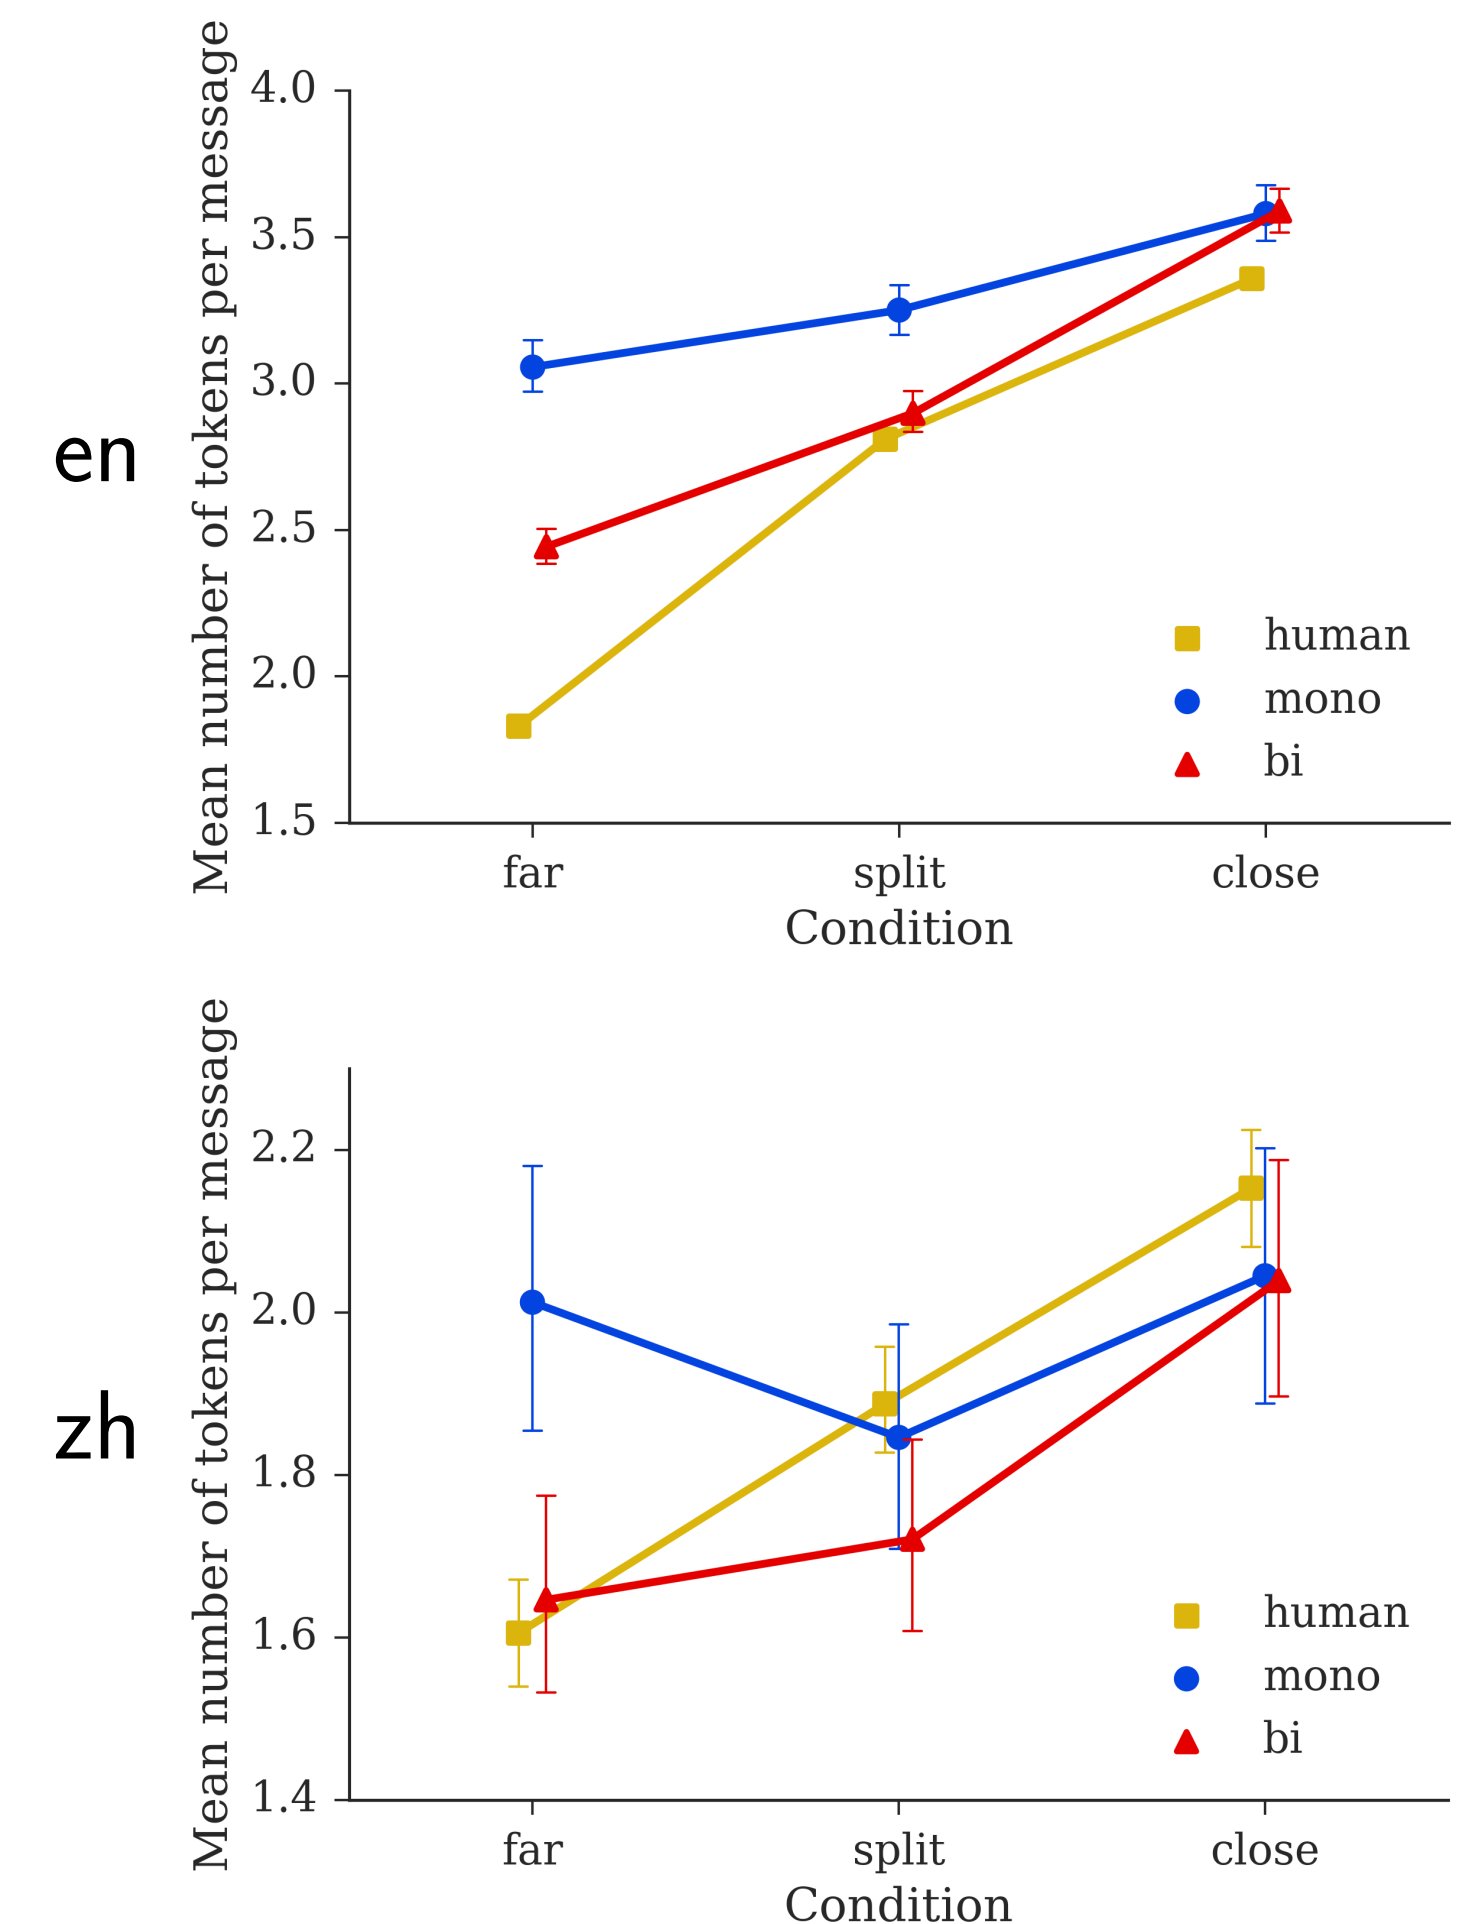 en
Mean number of tokens per message
4.0
3.5
3.0
2.5
2.0
1.5
human
mono
bi
far split close
Condition
zh
Mean number of tokens per message
2.2
2.0
1.8
1.6
1.4
human
mono
bi
far split close
Condition